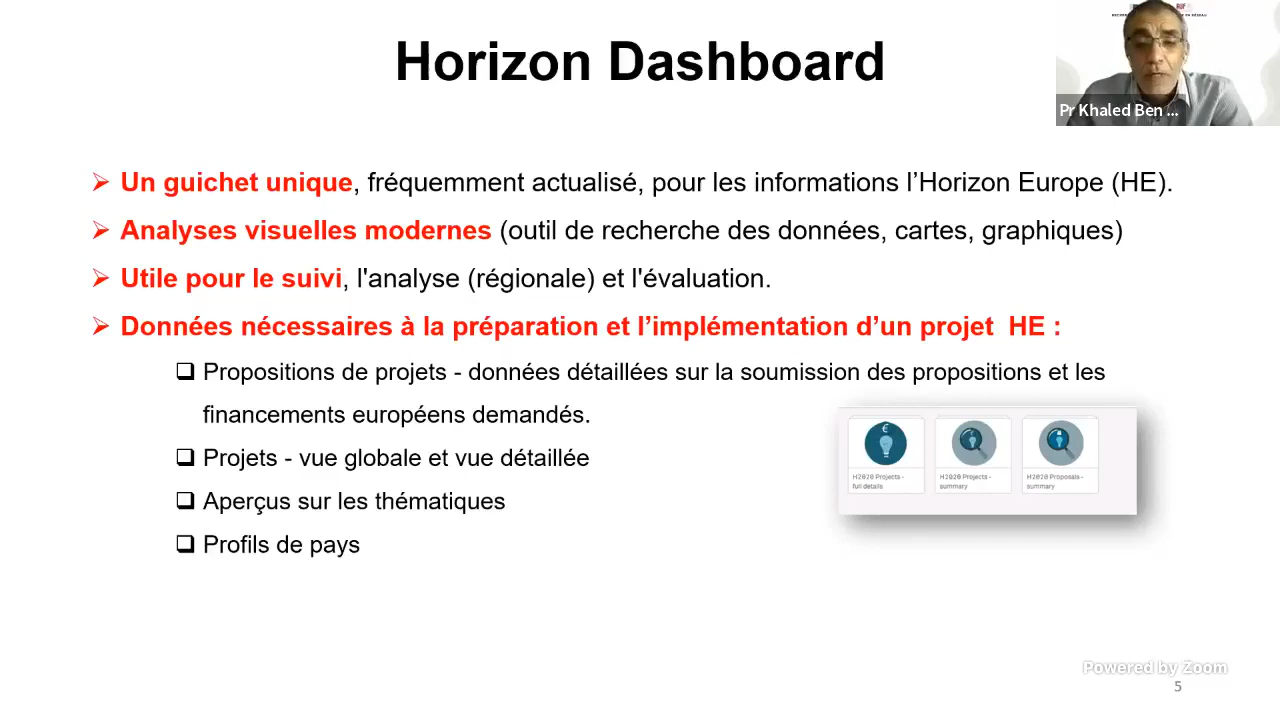 Horizon Dashboard
Pr Khaled Ben ...
➢ Un guichet unique, fréquemment actualisé, pour les informations l’Horizon Europe (HE).
➢ Analyses visuelles modernes (outil de recherche des données, cartes, graphiques)
➢ Utile pour le suivi, l'analyse (régionale) et l'évaluation.
➢ Données nécessaires à la préparation et l’implémentation d’un projet HE :
❑ Propositions de projets - données détaillées sur la soumission des propositions et les
financements européens demandés.
❑ Projets - vue globale et vue détaillée
❑ Aperçus sur les thématiques
❑ Profils de pays
H2020 Projects -
full details
H2020 Projects -
summary
H2020 Proposals -
summary
Powered by Zoom
5